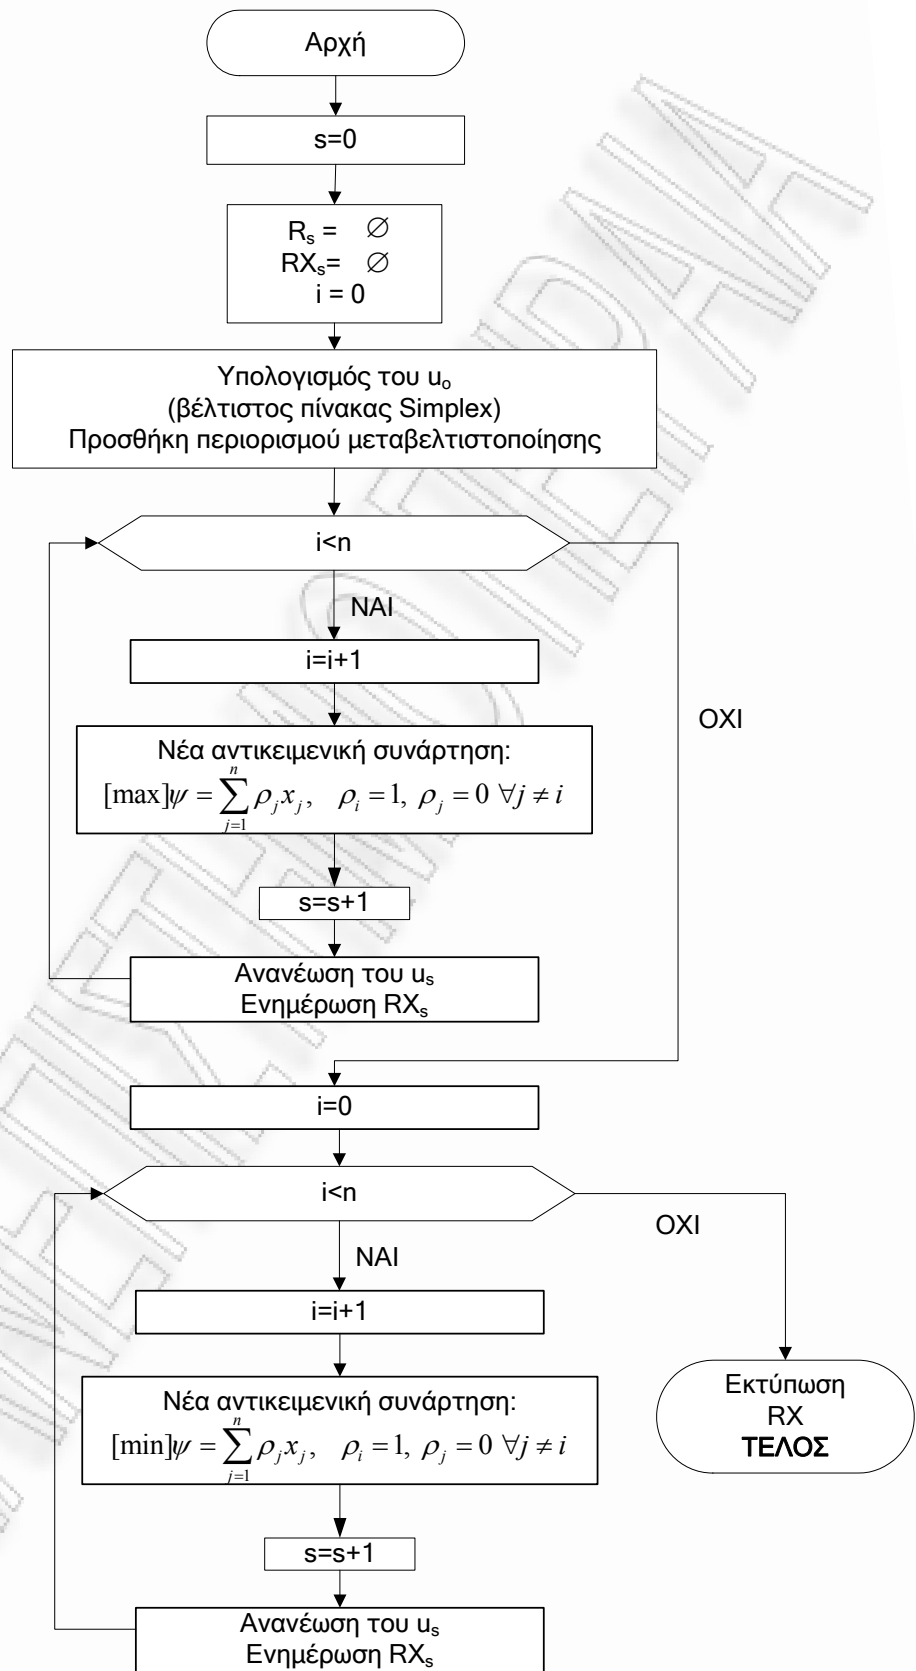 Αρχή
s=0
R_s = ∅
RX_s= ∅
i = 0
Υπολογισμός του u_o
(βέλτιστος πίνακας Simplex)
Προσθήκη περιορισμού μεταβελτιστοποίησης
i<n
ΝΑΙ
i=i+1
ΟΧΙ
Νέα αντικειμενική συνάρτηση:
[max]ψ = ∑_{j=1}^{n} ρ_j x_j, ρ_i = 1, ρ_j = 0 ∀j ≠ i
s=s+1
Ανανέωση του u_s
Ενημέρωση RX_s
i=0
i<n
ΟΧΙ
ΝΑΙ
i=i+1
Νέα αντικειμενική συνάρτηση:
[min]ψ = ∑_{j=1}^{n} ρ_j x_j, ρ_i = 1, ρ_j = 0 ∀j ≠ i
Εκτύπωση
RX
ΤΕΛΟΣ
s=s+1
Ανανέωση του u_s
Ενημέρωση RX_s